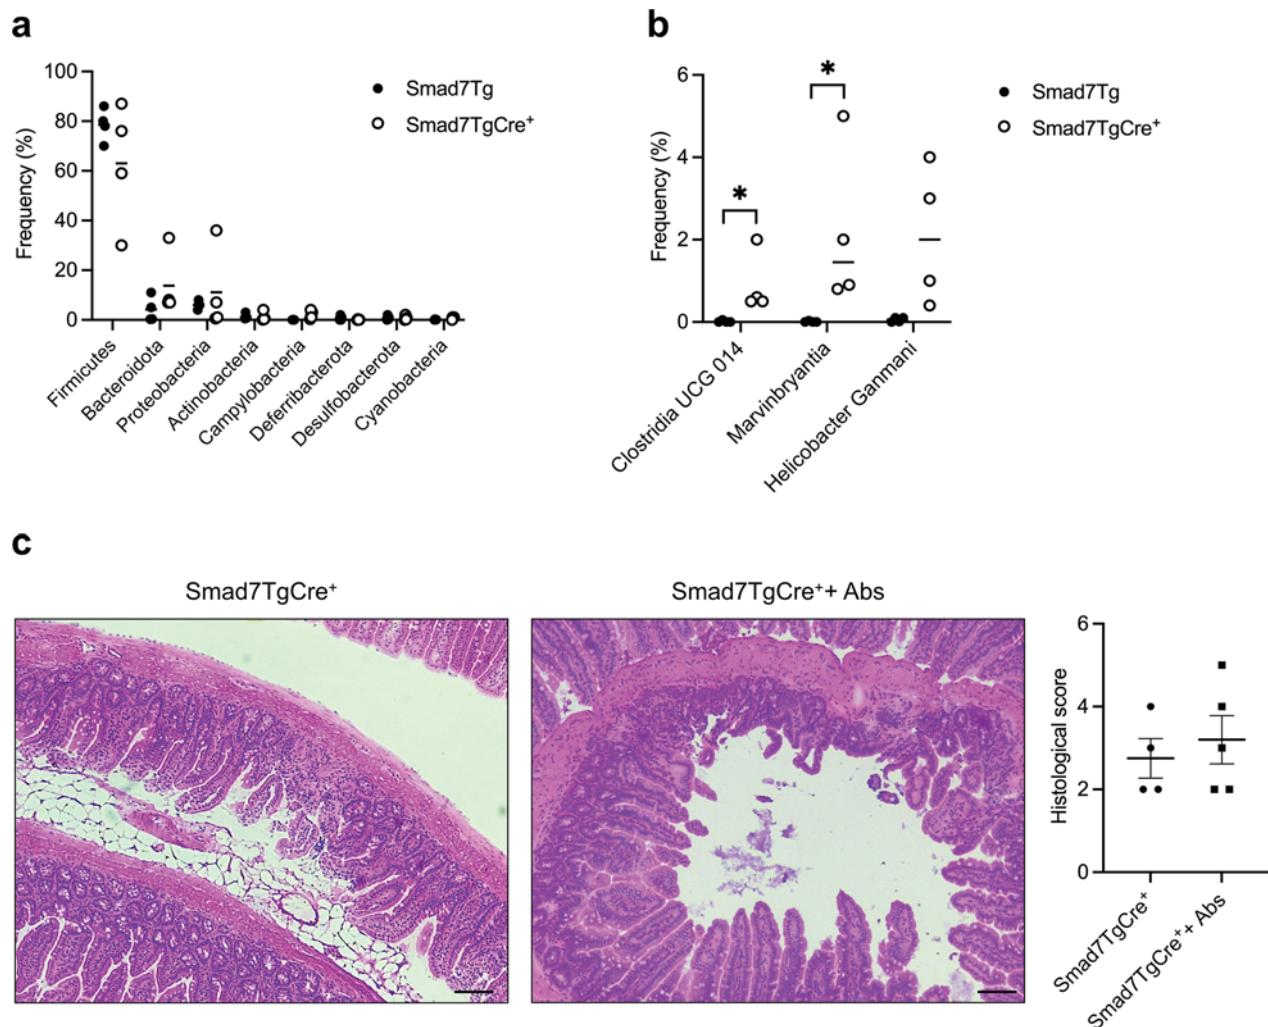 a
100
80
60
40
20
0
Frequency (%)
Smad7Tg
Smad7TgCre⁺
Firmicutes
Bacteroidota
Proteobacteria
Actinobacteria
Campylobacteria
Deferribacterota
Desulfobacterota
Cyanobacteria
b
6
4
2
0
Frequency (%)
*
*
Smad7Tg
Smad7TgCre⁺
Clostridia UCG 014
Marvinbryantia
Helicobacter Ganmani
c
Smad7TgCre⁺
Smad7TgCre⁺+ Abs
6
4
2
0
Histological score
Smad7TgCre⁺
Smad7TgCre⁺+ Abs